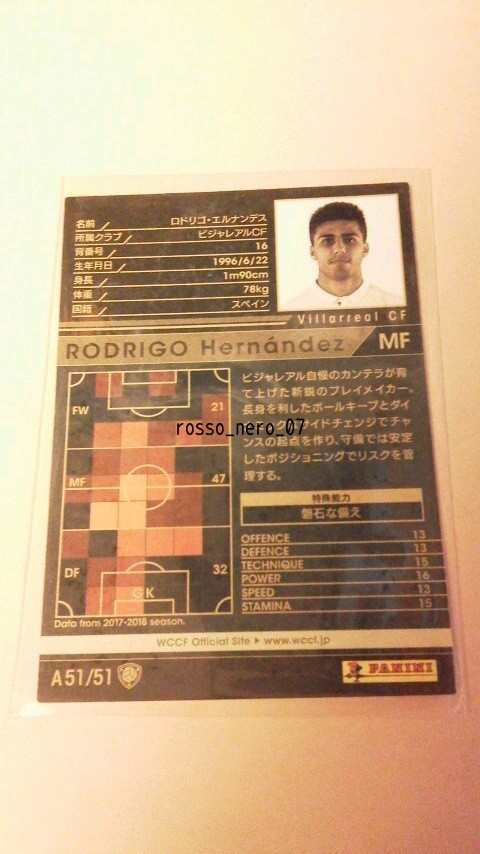 名前 ロドリゴ・エルナンデス
所属クラブ ビジャレアルCF
背番号 16
生年月日 1996/6/22
身長 1m90cm
体重 78kg
国籍 スペイン
Villarreal CF
RODRIGO Hernández MF
ビジャレアル自慢のカンテラが育
て上げた新鋭のプレイメイカー。
長身を利したボールキープとダイ
イドチェンジでチャ
ンスの起点を作り、守備では安定
したポジショニングでリスクを管
理する。
rosso_nero_07
特殊能力
磐石な備え
FW 21
MF 47
DF 32
GK
OFFENCE 13
DEFENCE 13
TECHNIQUE 15
POWER 16
SPEED 13
STAMINA 15
Data from 2017-2018 season.
WCCF Official Site ▶ www.wccf.jp
A51/51
PANINI